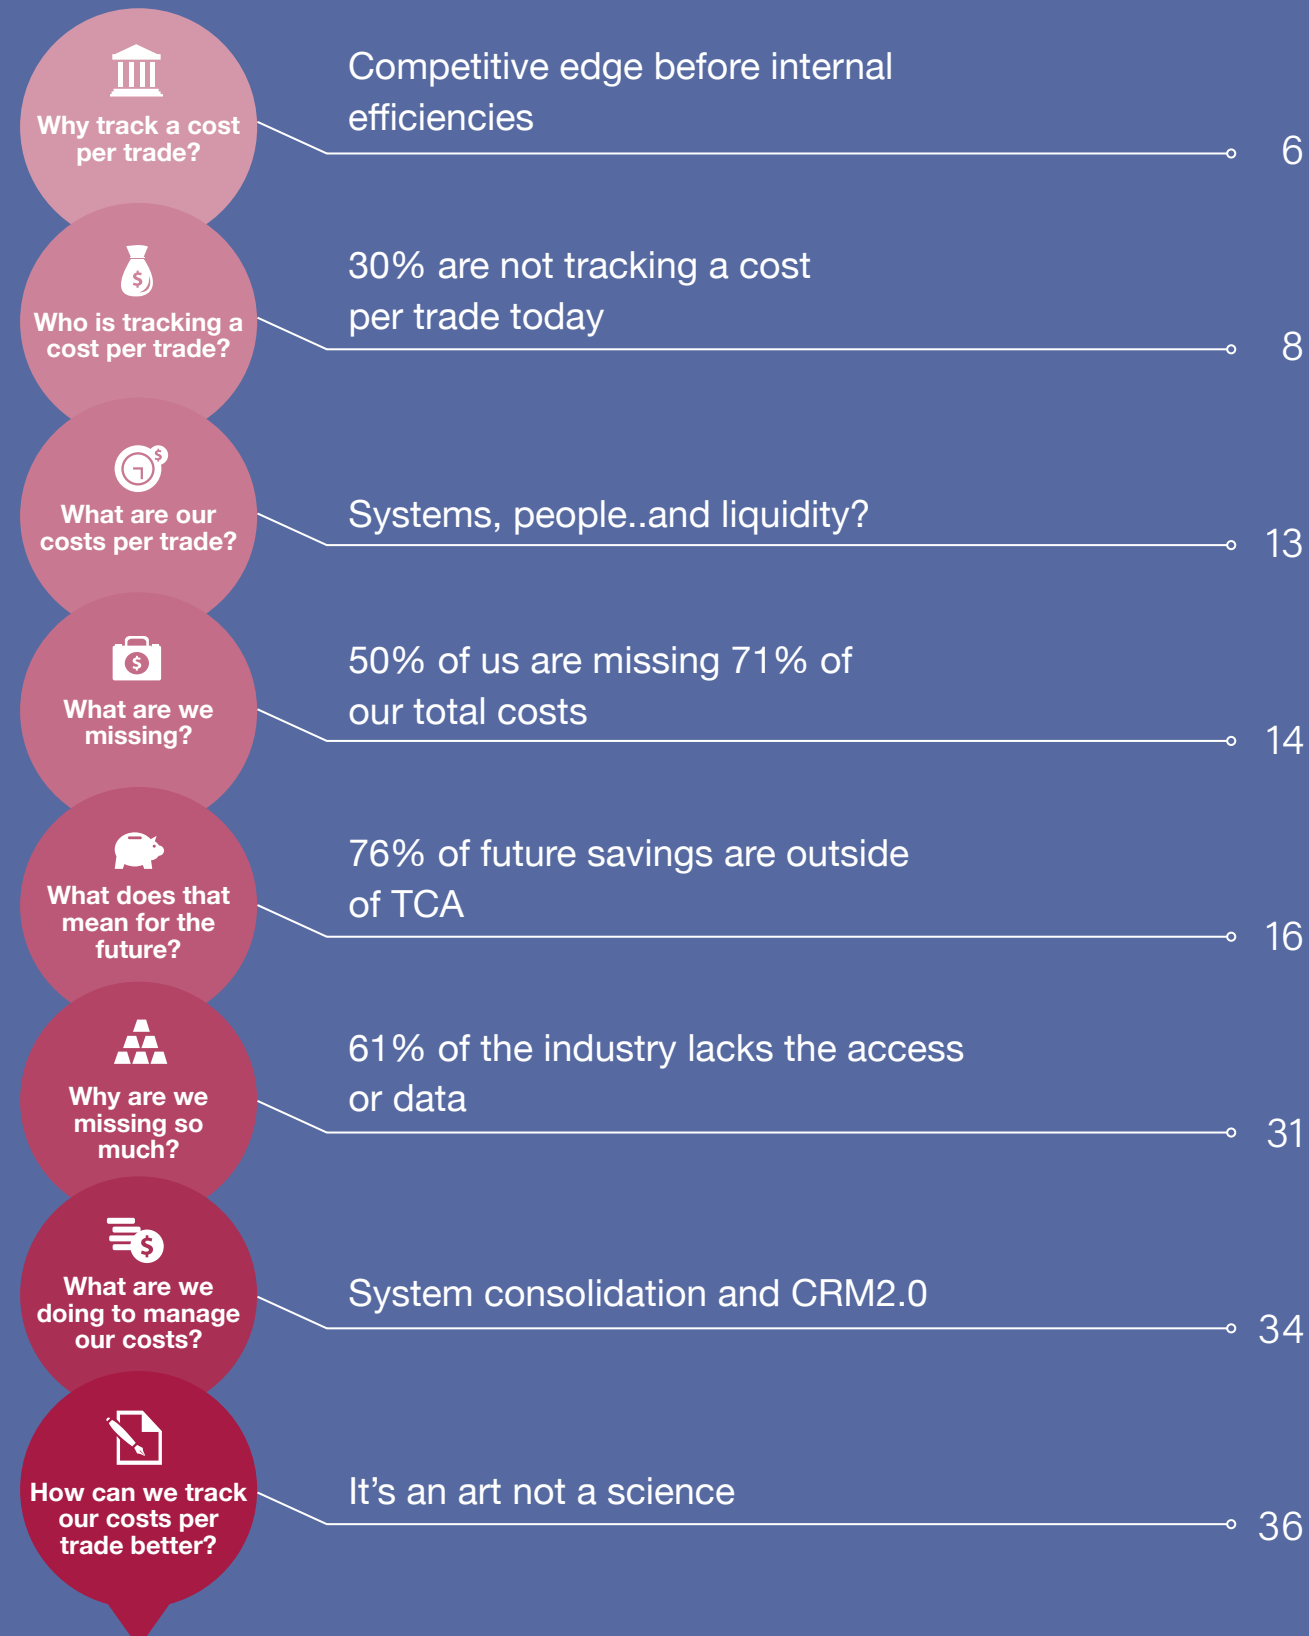 Why track a cost
per trade?
Competitive edge before internal
efficiencies
6
Who is tracking a
cost per trade?
30% are not tracking a cost
per trade today
8
What are our
costs per trade?
Systems, people..and liquidity?
13
What are we
missing?
50% of us are missing 71% of
our total costs
14
What does that
mean for the
future?
76% of future savings are outside
of TCA
16
Why are we
missing so
much?
61% of the industry lacks the access
or data
31
What are we
doing to manage
our costs?
System consolidation and CRM2.0
34
How can we track
our costs per
trade better?
It’s an art not a science
36